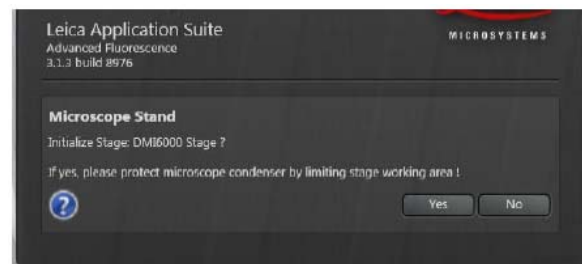 Leica Application Suite
MICROSYSTEMS
Advanced Fluorescence
3.1.3 build 8976
Microscope Stand
Initialize Stage: DMI6000 Stage ?
If yes, please protect microscope condenser by limiting stage working area !
?
Yes No